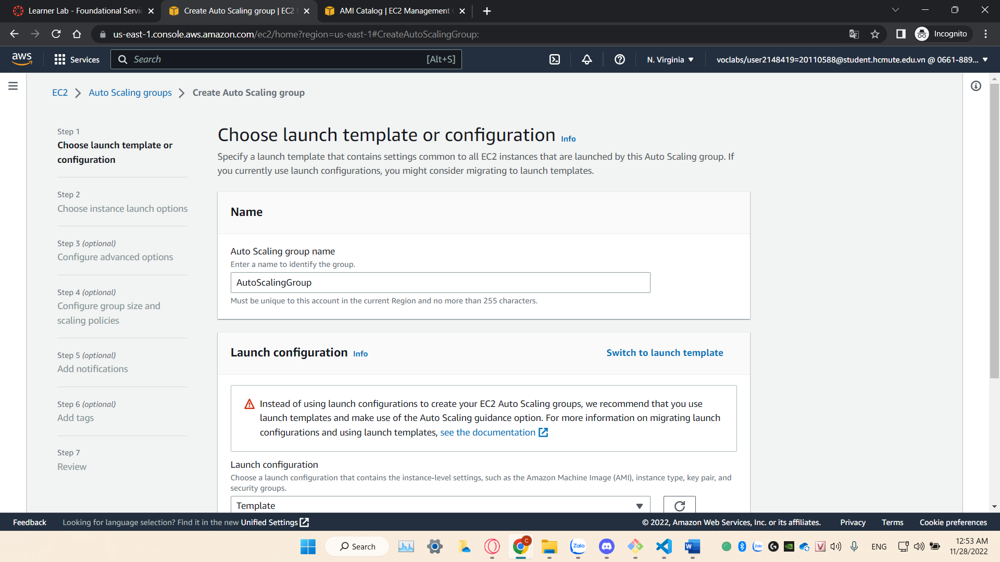 Learner Lab - Foundational Servi
Create Auto Scaling group | EC2
AMI Catalog | EC2 Management
us-east-1.console.aws.amazon.com/ec2/home?region=us-east-1#CreateAutoScalingGroup:
Incognito
aws
Services
Search
[Alt+S]
N. Virginia
voclabs/user2148419=20110588@student.hcmute.edu.vn @ 0661-889...
EC2
Auto Scaling groups
Create Auto Scaling group
Step 1
Choose launch template or
configuration
Step 2
Choose instance launch options
Step 3 (optional)
Configure advanced options
Step 4 (optional)
Configure group size and
scaling policies
Step 5 (optional)
Add notifications
Step 6 (optional)
Add tags
Step 7
Review
Choose launch template or configuration Info
Specify a launch template that contains settings common to all EC2 instances that are launched by this Auto Scaling group. If
you currently use launch configurations, you might consider migrating to launch templates.
Name
Auto Scaling group name
Enter a name to identify the group.
AutoScalingGroup
Must be unique to this account in the current Region and no more than 255 characters.
Launch configuration Info
Switch to launch template
Instead of using launch configurations to create your EC2 Auto Scaling groups, we recommend that you use
launch templates and make use of the Auto Scaling guidance option. For more information on migrating launch
configurations and using launch templates, see the documentation
Launch configuration
Choose a launch configuration that contains the instance-level settings, such as the Amazon Machine Image (AMI), instance type, key pair, and
security groups.
Template
Feedback
Looking for language selection? Find it in the new Unified Settings
© 2022, Amazon Web Services, Inc. or its affiliates.
Privacy
Terms
Cookie preferences
Search
C
Zalo
W
Zalo
V
ENG
12:53 AM
11/28/2022